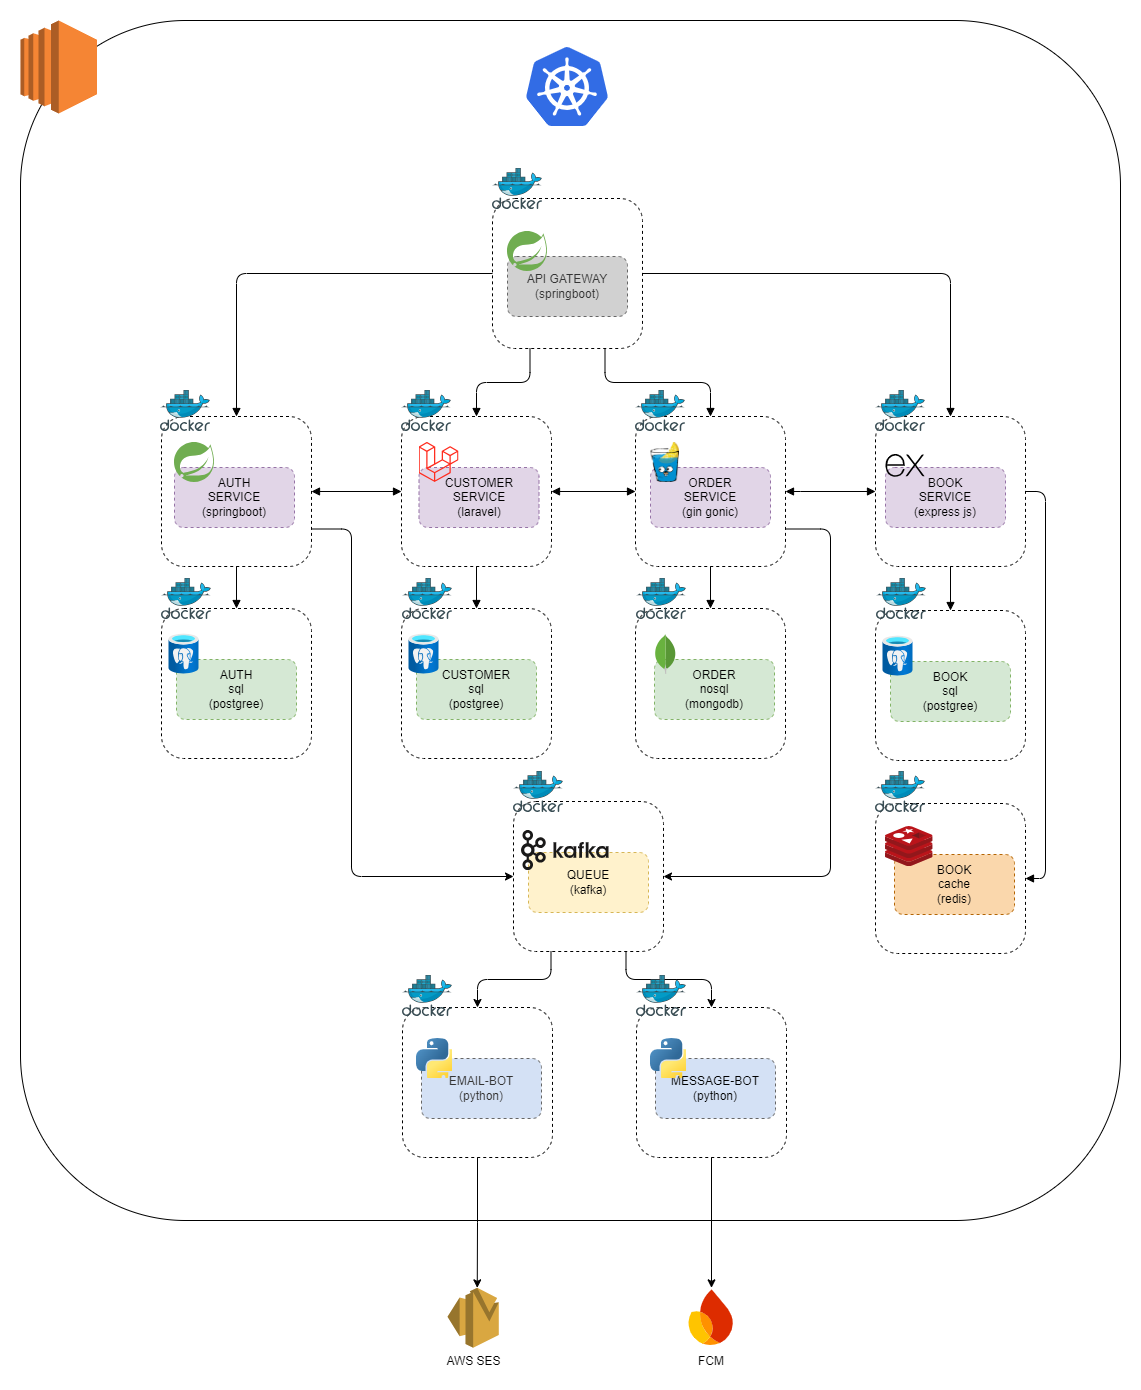 docker
API GATEWAY
(springboot)
docker
docker
docker
docker
AUTH
SERVICE
(springboot)
CUSTOMER
SERVICE
(laravel)
ORDER
SERVICE
(gin gonic)
ex
BOOK
SERVICE
(express js)
docker
docker
docker
docker
AUTH
sql
(postgree)
CUSTOMER
sql
(postgree)
ORDER
nosql
(mongodb)
BOOK
sql
(postgree)
docker
docker
kafka
QUEUE
(kafka)
BOOK
cache
(redis)
docker
docker
EMAIL-BOT
(python)
MESSAGE-BOT
(python)
AWS SES
FCM